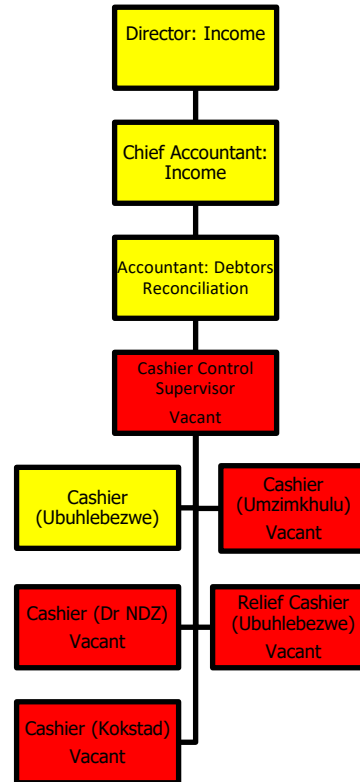 Director: Income
Chief Accountant:
Income
Accountant: Debtors
Reconciliation
Cashier Control
Supervisor
Vacant
Cashier
(Ubuhlebezwe)
Cashier
(Umzimkhulu)
Vacant
Cashier (Dr NDZ)
Vacant
Relief Cashier
(Ubuhlebezwe)
Vacant
Cashier (Kokstad)
Vacant